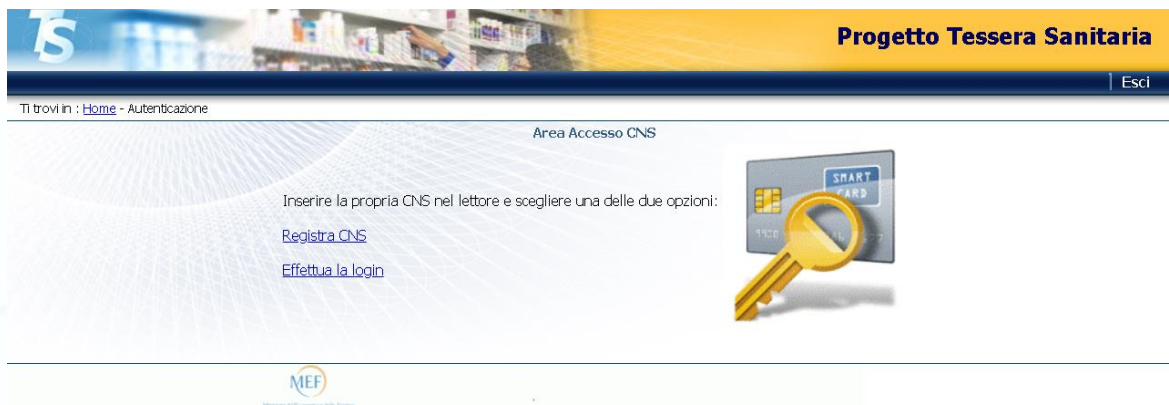 TS
Progetto Tessera Sanitaria
Esci
Ti trovi in : Home - Autenticazione
Area Accesso CNS
Inserire la propria CNS nel lettore e scegliere una delle due opzioni:
Registra CNS
Effettua la login
SMART
CARD
MEF